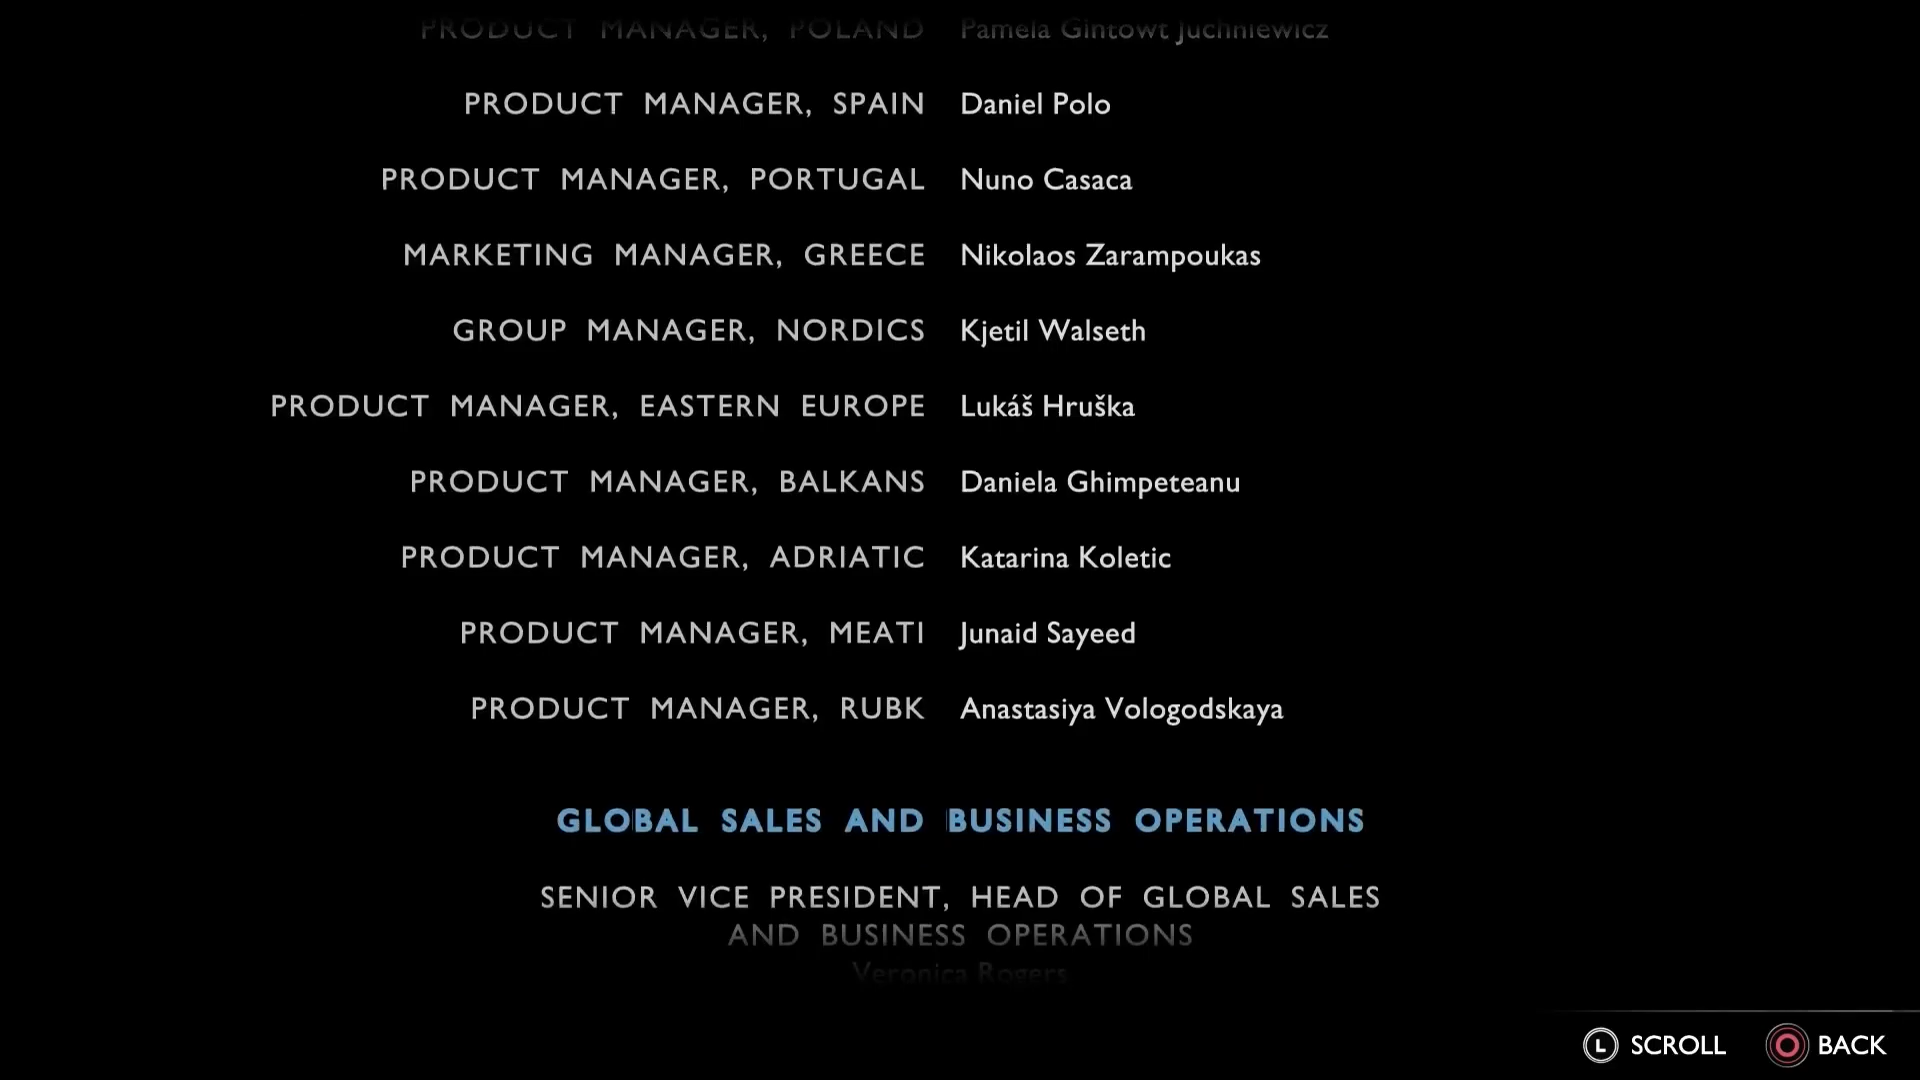 PRODUCT MANAGER, POLAND Pamela Gintowt Juchniewicz
PRODUCT MANAGER, SPAIN Daniel Polo
PRODUCT MANAGER, PORTUGAL Nuno Casaca
MARKETING MANAGER, GREECE Nikolaos Zarampoukas
GROUP MANAGER, NORDICS Kjetil Walseth
PRODUCT MANAGER, EASTERN EUROPE Lukáš Hruška
PRODUCT MANAGER, BALKANS Daniela Ghimpeteanu
PRODUCT MANAGER, ADRIATIC Katarina Koletic
PRODUCT MANAGER, MEATI Junaid Sayeed
PRODUCT MANAGER, RUBK Anastasiya Vologodskaya
GLOBAL SALES AND BUSINESS OPERATIONS
SENIOR VICE PRESIDENT, HEAD OF GLOBAL SALES
AND BUSINESS OPERATIONS
Veronica Rogers
L SCROLL BACK